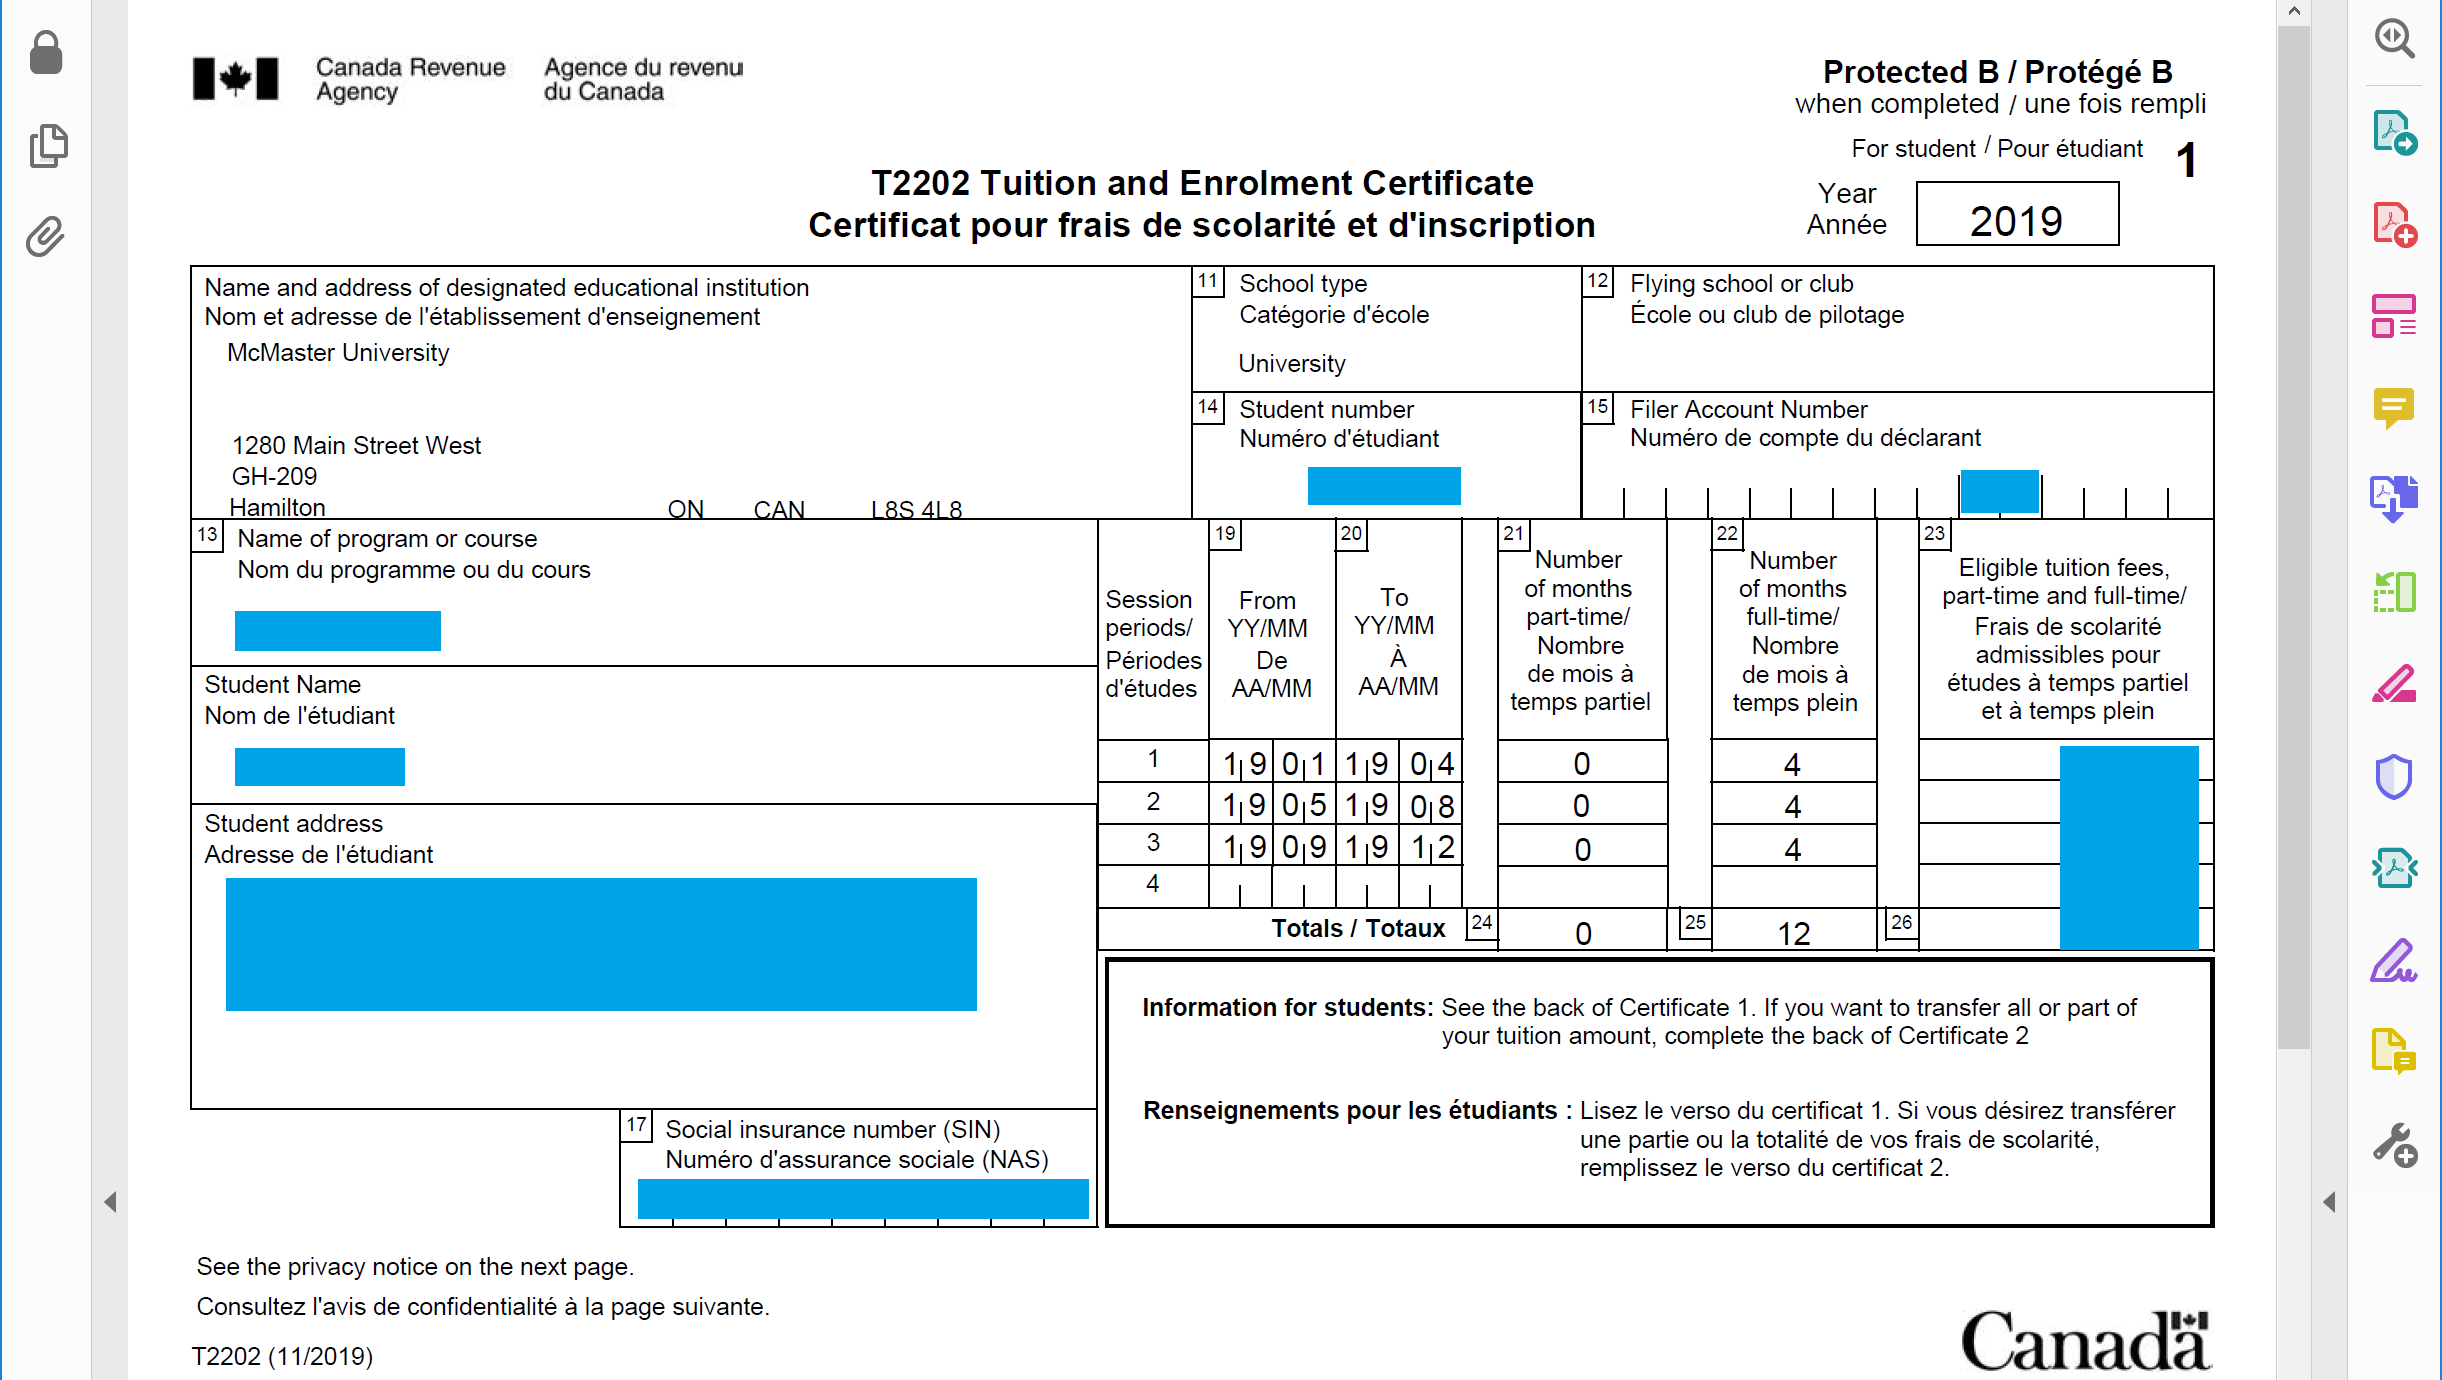 Canada Revenue Agency
Agence du revenu du Canada
Protected B / Protégé B
when completed / une fois rempli
For student / Pour étudiant 1
T2202 Tuition and Enrolment Certificate
Certificat pour frais de scolarité et d'inscription
Year
Année
2019
Name and address of designated educational institution
Nom et adresse de l'établissement d'enseignement
McMaster University
1280 Main Street West
GH-209
Hamilton ON CAN L8S 4L8
11 School type
Catégorie d'école
University
12 Flying school or club
École ou club de pilotage
14 Student number
Numéro d'étudiant
15 Filer Account Number
Numéro de compte du déclarant
13 Name of program or course
Nom du programme ou du cours
Student Name
Nom de l'étudiant
Student address
Adresse de l'étudiant
17 Social insurance number (SIN)
Numéro d'assurance sociale (NAS)
Session
periods/
Périodes
d'études
19
From
YY/MM
De
AA/MM
20
To
YY/MM
À
AA/MM
21
Number
of months
part-time/
Nombre
de mois à
temps partiel
22
Number
of months
full-time/
Nombre
de mois à
temps plein
23
Eligible tuition fees,
part-time and full-time/
Frais de scolarité
admissibles pour
études à temps partiel
et à temps plein
1 19 01 19 04 0 4
2 19 05 19 08 0 4
3 19 09 19 12 0 4
4
Totals / Totaux 24 0 25 12 26
Information for students: See the back of Certificate 1. If you want to transfer all or part of
your tuition amount, complete the back of Certificate 2
Renseignements pour les étudiants : Lisez le verso du certificat 1. Si vous désirez transférer
une partie ou la totalité de vos frais de scolarité,
remplissez le verso du certificat 2.
See the privacy notice on the next page.
Consultez l'avis de confidentialité à la page suivante.
T2202 (11/2019)
Canada